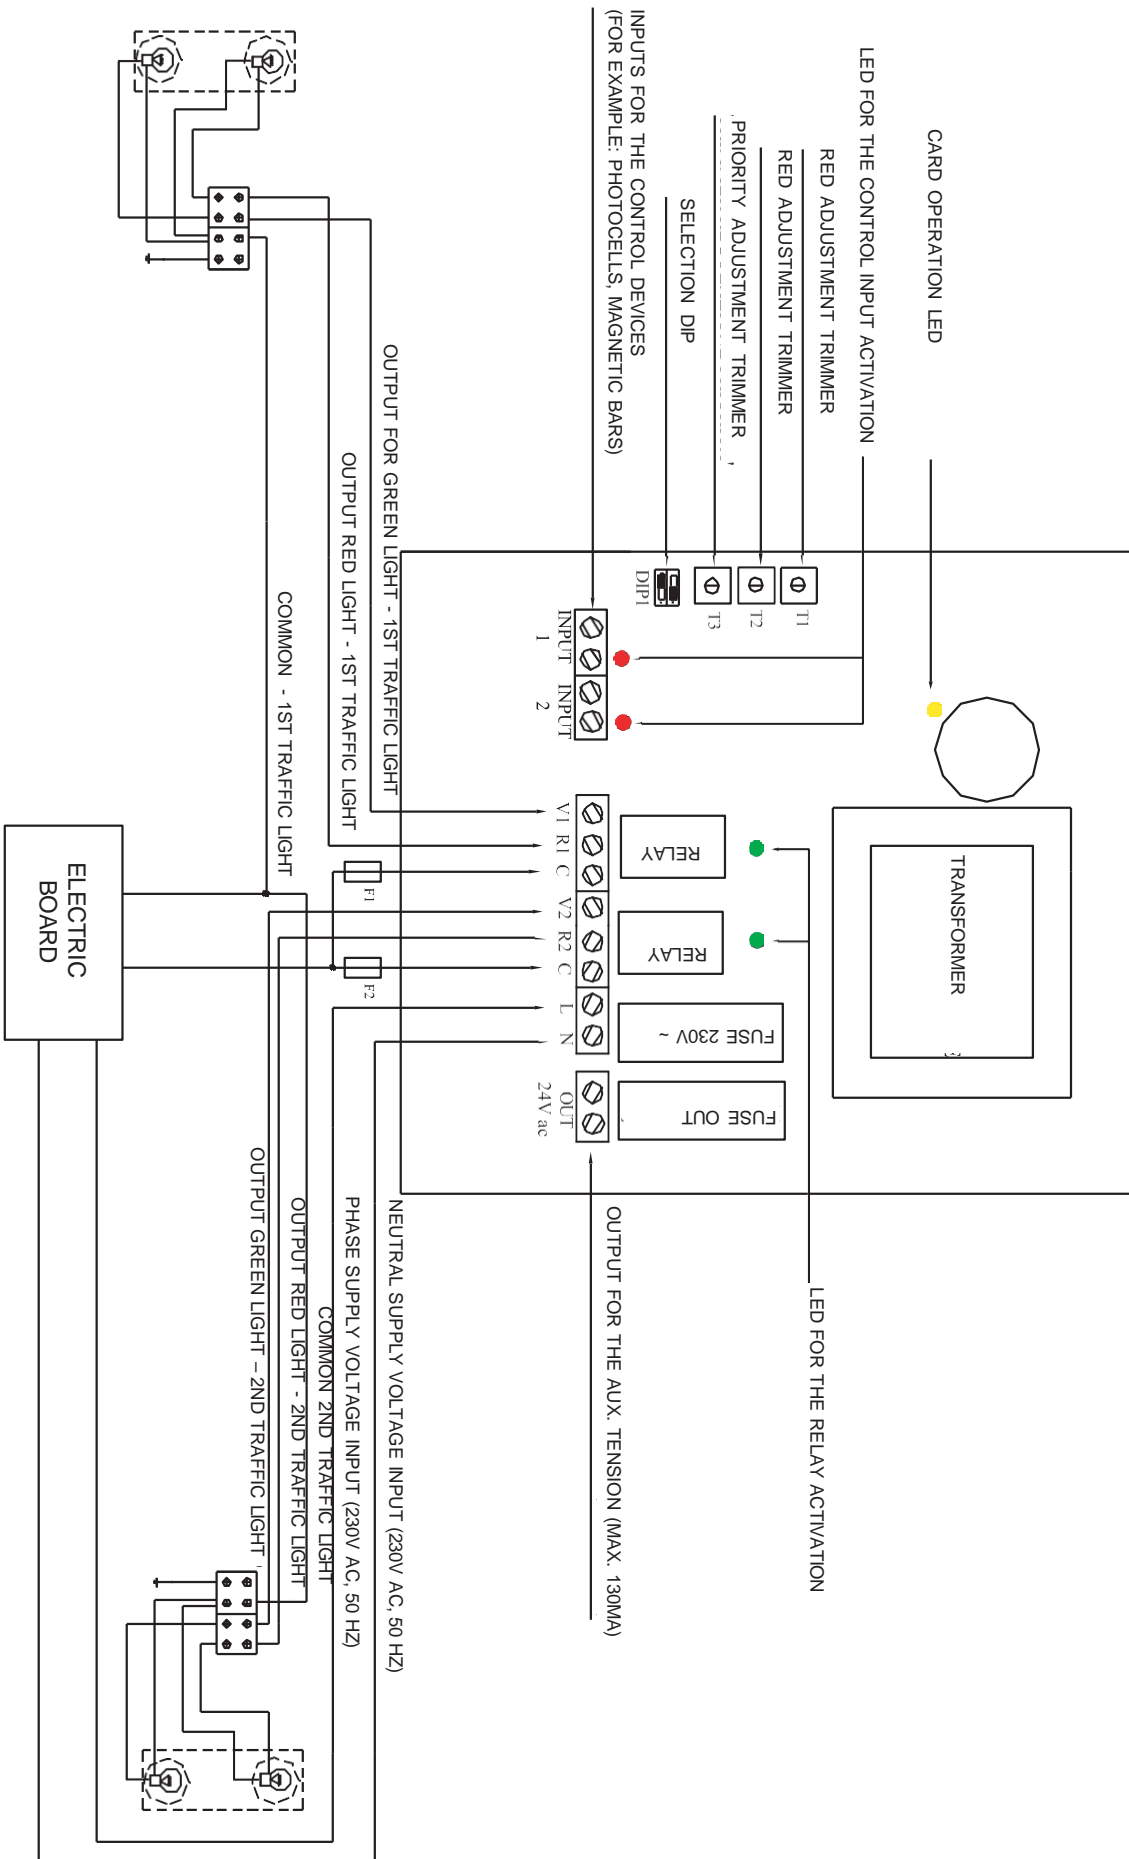 CARD OPERATION LED
LED FOR THE CONTROL INPUT ACTIVATION
RED ADJUSTMENT TRIMMER
RED ADJUSTMENT TRIMMER
PRIORITY ADJUSTMENT TRIMMER
SELECTION DIP
INPUTS FOR THE CONTROL DEVICES
(FOR EXAMPLE: PHOTOCELLS, MAGNETIC BARS)
OUTPUT FOR GREEN LIGHT - 1ST TRAFFIC LIGHT
OUTPUT RED LIGHT - 1ST TRAFFIC LIGHT
COMMON - 1ST TRAFFIC LIGHT
T1
T2
T3
DIP1
INPUT
1
INPUT
2
TRANSFORMER
RELAY
RELAY
FUSE 230V ~
FUSE OUT
V1
R1
C
V2
R2
C
L
N
OUT
24V ac
F1
F2
ELECTRIC
BOARD
LED FOR THE RELAY ACTIVATION
OUTPUT FOR THE AUX. TENSION (MAX. 130MA)
NEUTRAL SUPPLY VOLTAGE INPUT (230V AC, 50 HZ)
PHASE SUPPLY VOLTAGE INPUT (230V AC, 50 HZ)
COMMON 2ND TRAFFIC LIGHT
OUTPUT RED LIGHT - 2ND TRAFFIC LIGHT
OUTPUT GREEN LIGHT – 2ND TRAFFIC LIGHT